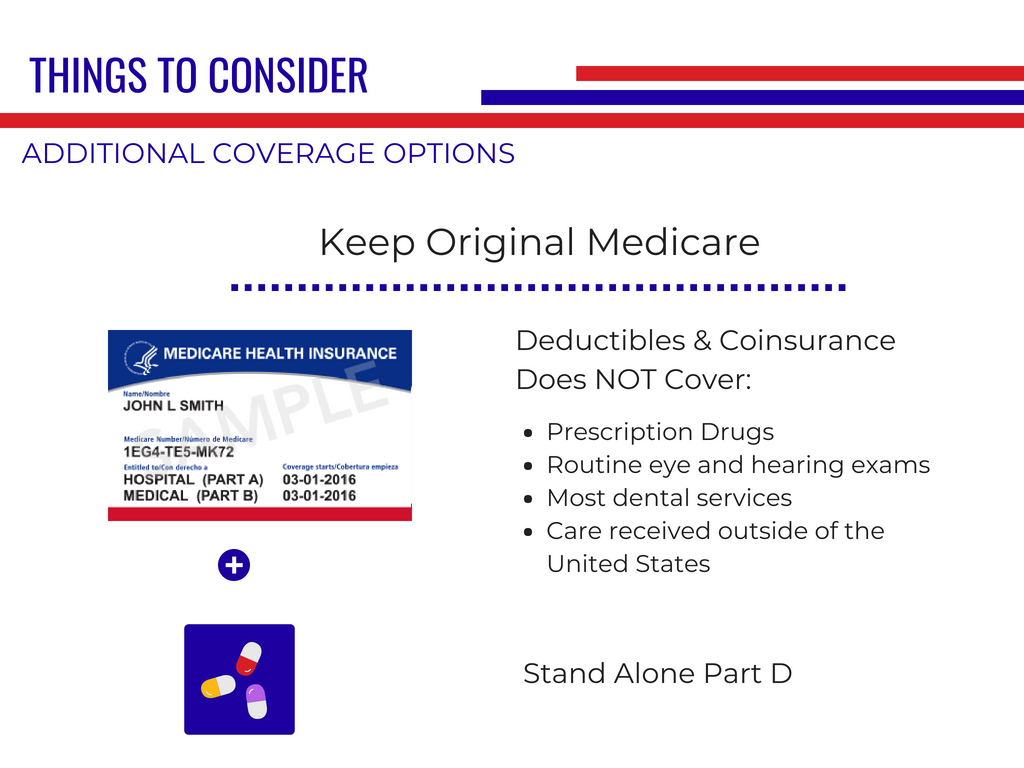 THINGS TO CONSIDER
ADDITIONAL COVERAGE OPTIONS
Keep Original Medicare
MEDICARE HEALTH INSURANCE
Name/Nombre
JOHN L SMITH
Medicare Number/Número de Medicare
1EG4-TE5-MK72
Entitled to/Con derecho a
Coverage starts/Cobertura empieza
HOSPITAL (PART A)
03-01-2016
MEDICAL (PART B)
03-01-2016
SAMPLE
Deductibles & Coinsurance
Does NOT Cover:
• Prescription Drugs
• Routine eye and hearing exams
• Most dental services
• Care received outside of the
United States
Stand Alone Part D